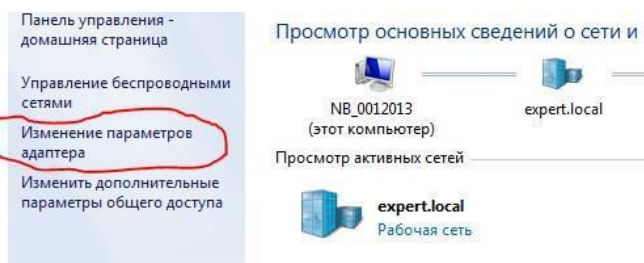 Панель управления -
домашняя страница
Управление беспроводными
сетями
Изменение параметров
адаптера
Изменить дополнительные
параметры общего доступа
Просмотр основных сведений о сети и
NB_0012013
(этот компьютер)
expert.local
Просмотр активных сетей
expert.local
Рабочая сеть